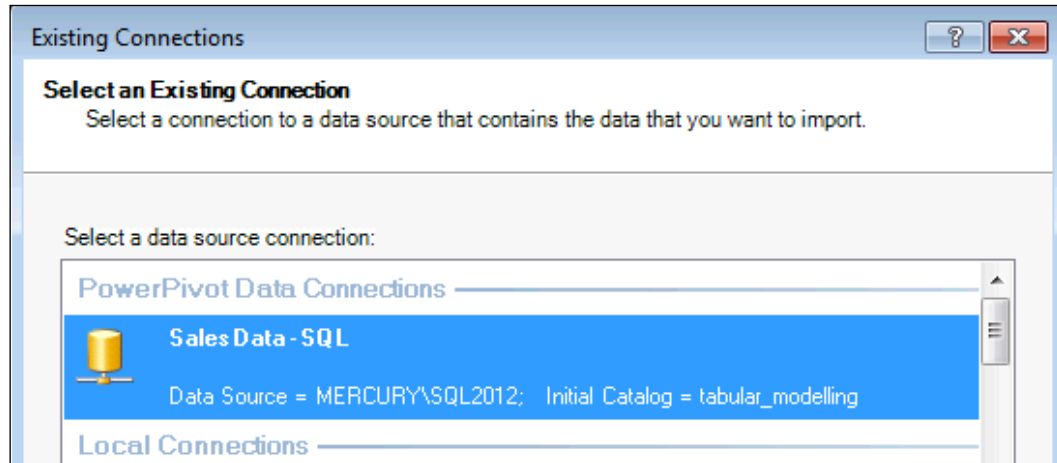 Existing Connections
?
Select an Existing Connection
Select a connection to a data source that contains the data that you want to import.
Select a data source connection:
PowerPivot Data Connections
Sales Data - SQL
Data Source = MERCURY\SQL2012; Initial Catalog = tabular_modelling
Local Connections